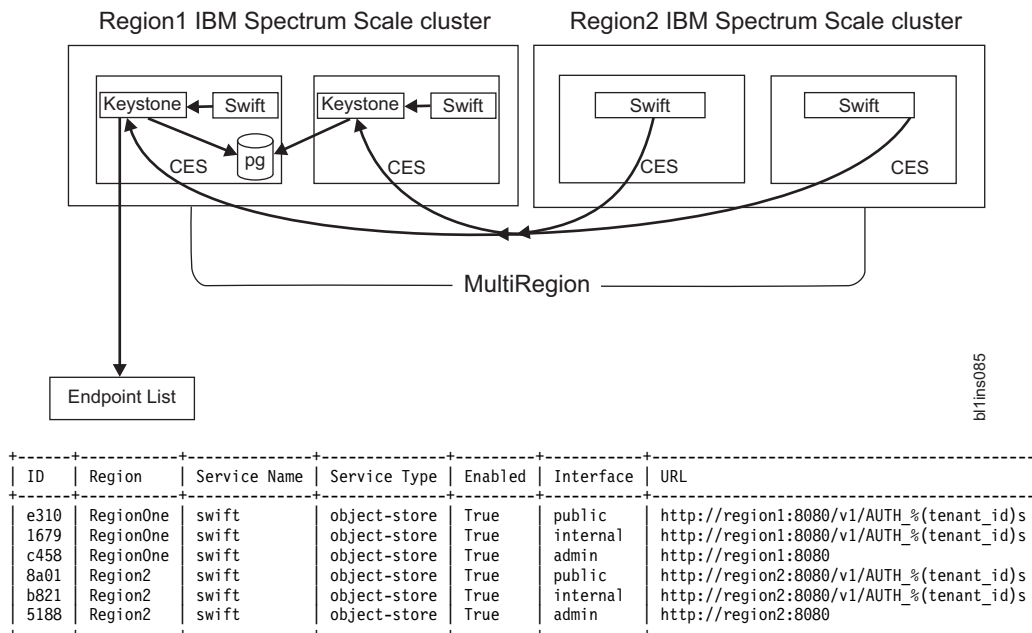 Region1 IBM Spectrum Scale cluster
Region2 IBM Spectrum Scale cluster
Keystone
Swift
Keystone
Swift
Swift
Swift
pg
CES
CES
CES
CES
MultiRegion
Endpoint List
bl1ins085
+------+-----------+--------------+--------------+---------+-----------+------------------------------------
| ID | Region | Service Name | Service Type | Enabled | Interface | URL
+------+-----------+--------------+--------------+---------+-----------+------------------------------------
| e310 | RegionOne | swift | object-store | True | public | http://region1:8080/v1/AUTH_%(tenant_id)s
| 1679 | RegionOne | swift | object-store | True | internal | http://region1:8080/v1/AUTH_%(tenant_id)s
| c458 | RegionOne | swift | object-store | True | admin | http://region1:8080
| 8a01 | Region2 | swift | object-store | True | public | http://region2:8080/v1/AUTH_%(tenant_id)s
| b821 | Region2 | swift | object-store | True | internal | http://region2:8080/v1/AUTH_%(tenant_id)s
| 5188 | Region2 | swift | object-store | True | admin | http://region2:8080
+------+-----------+--------------+--------------+---------+-----------+------------------------------------